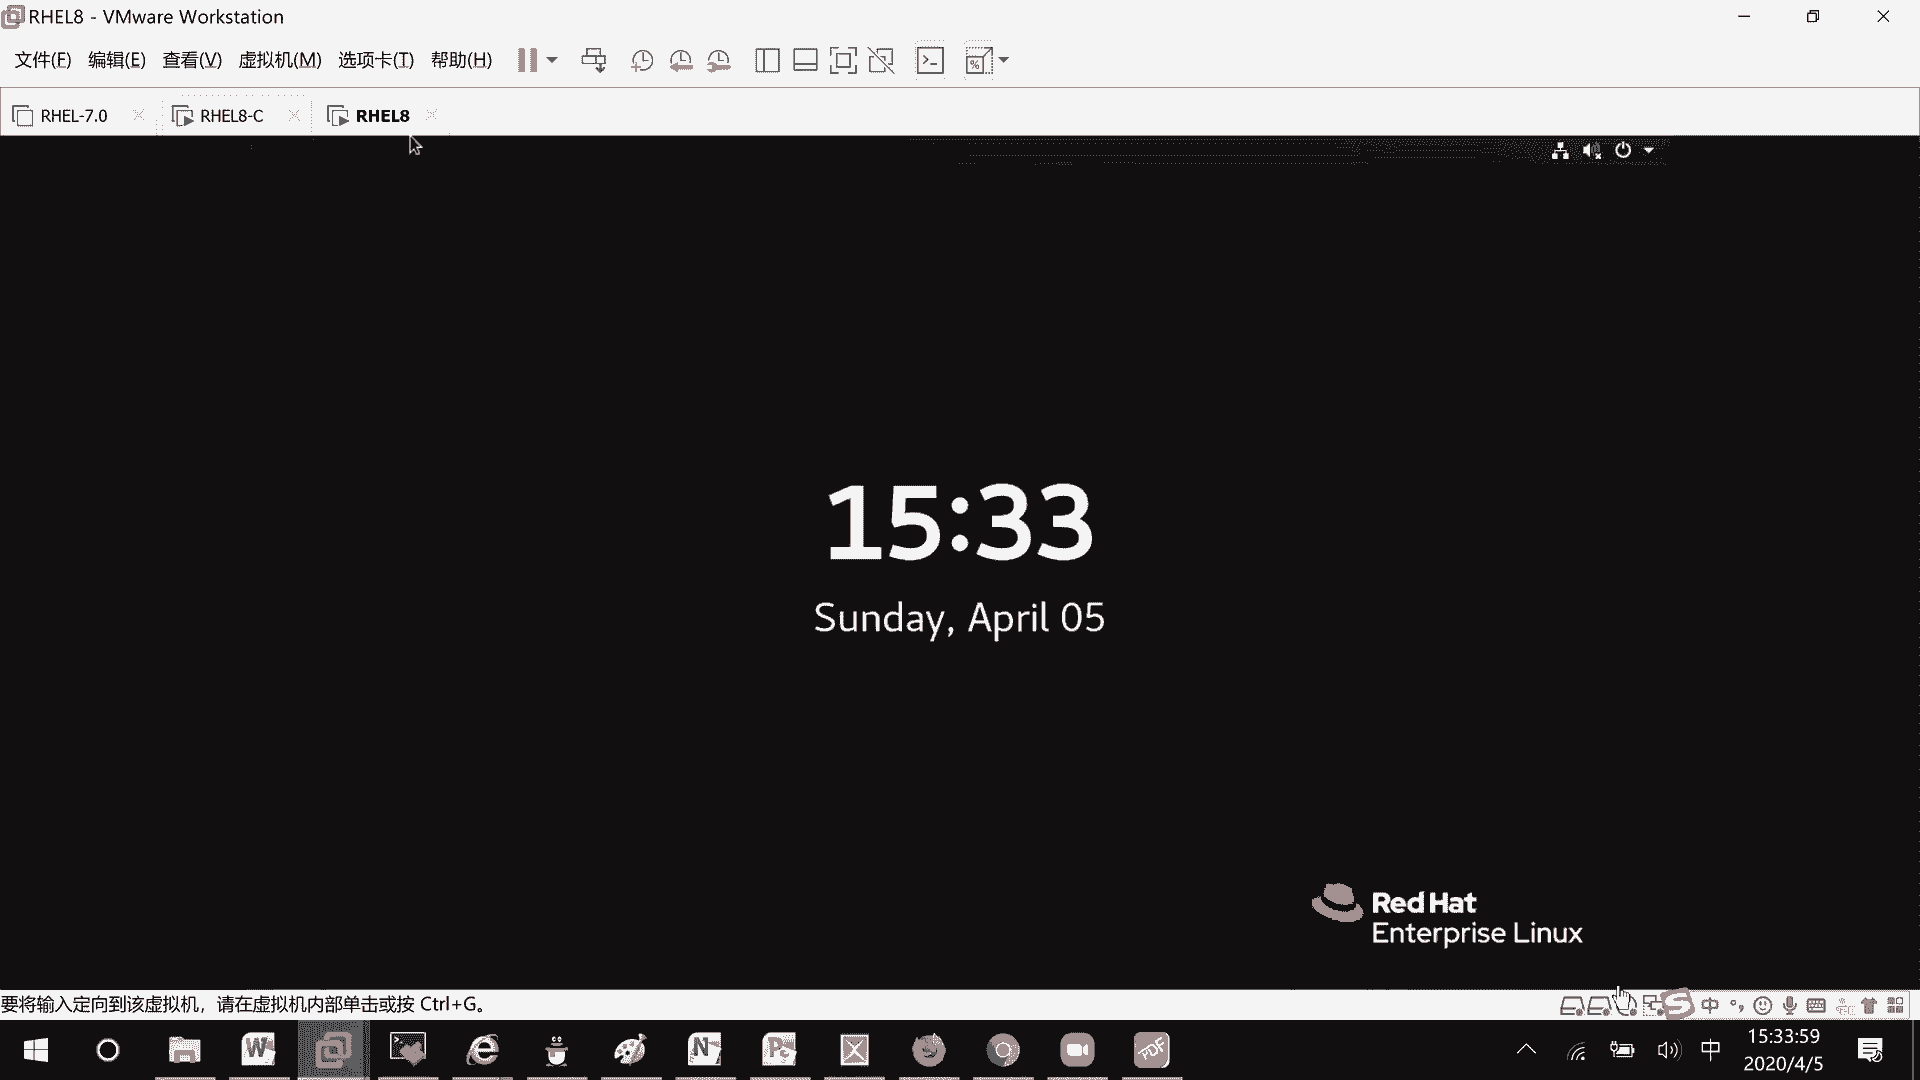 RHEL8 - VMware Workstation
文件(F) 编辑(E) 查看(V) 虚拟机(M) 选项卡(T) 帮助(H)
RHEL-7.0 RHEL8-C RHEL8
15:33
Sunday, April 05
Red Hat
Enterprise Linux
要将输入定向到该虚拟机，请在虚拟机内部单击或按 Ctrl+G。
中
中
15:33:59
2020/4/5